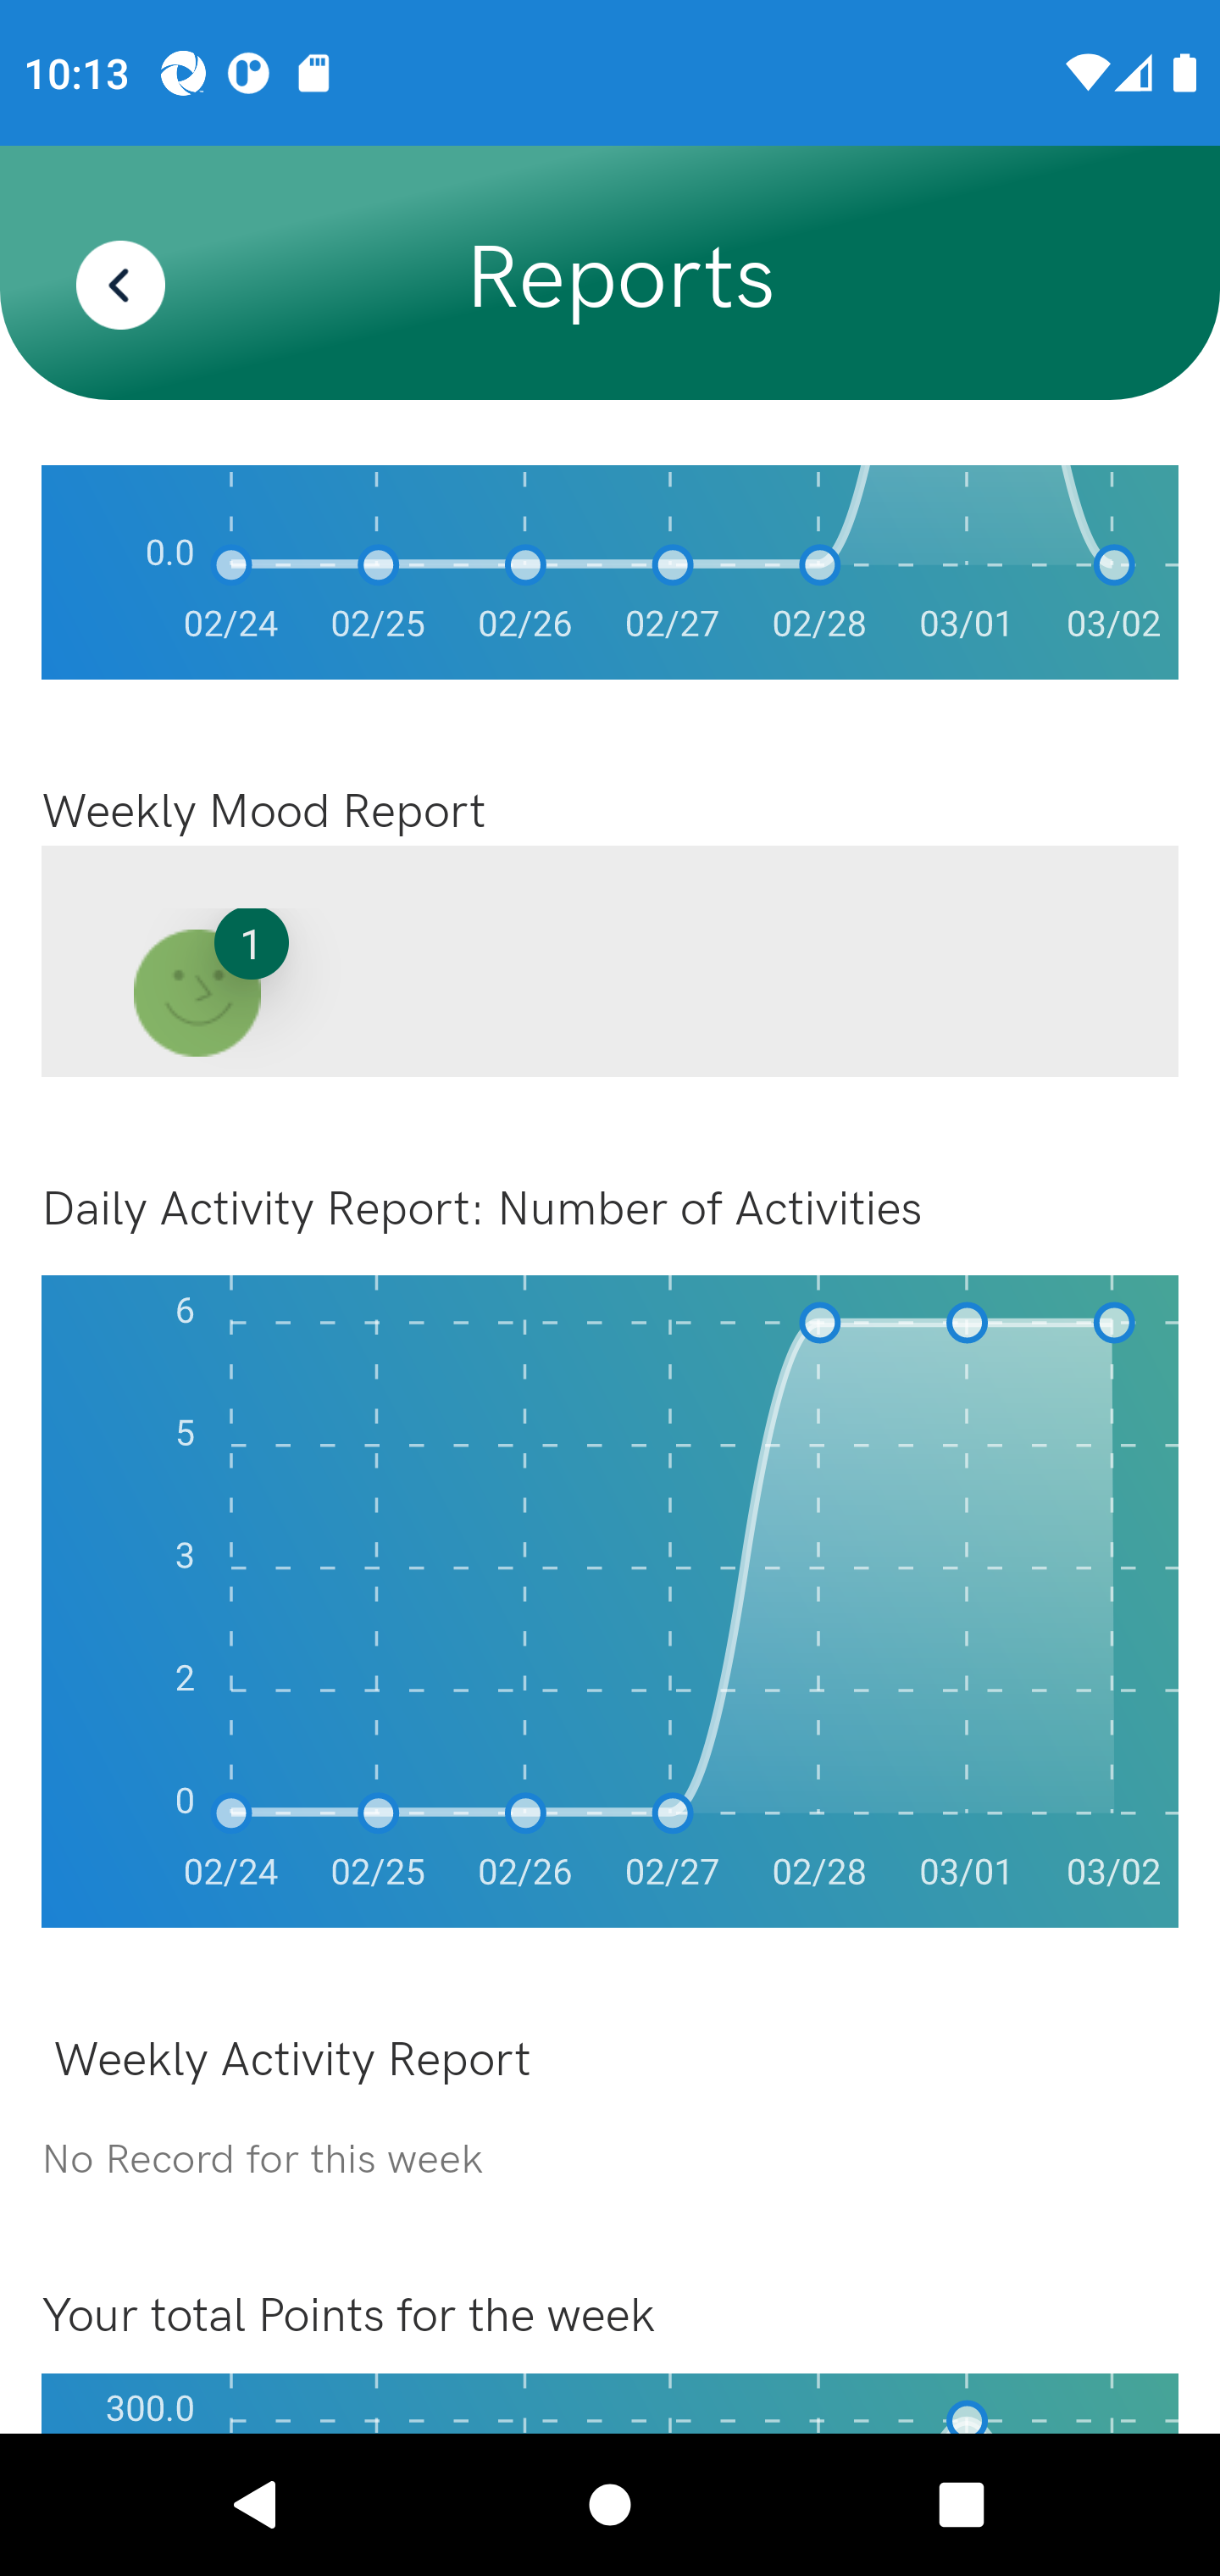 10:13
Reports
0.0
02/24 02/25 02/26 02/27 02/28 03/01 03/02
Weekly Mood Report
1
Daily Activity Report: Number of Activities
6
5
3
2
0
02/24 02/25 02/26 02/27 02/28 03/01 03/02
Weekly Activity Report
No Record for this week
Your total Points for the week
300.0